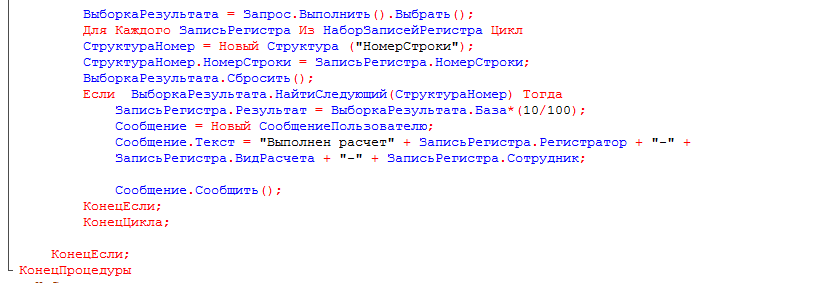 ВыборкаРезультата = Запрос.Выполнить().Выбрать();
Для Каждого ЗаписьРегистра Из НаборЗаписейРегистра Цикл
СтруктураНомер = Новый Структура ("НомерСтроки");
СтруктураНомер.НомерСтроки = ЗаписьРегистра.НомерСтроки;
ВыборкаРезультата.Сбросить();
Если  ВыборкаРезультата.НайтиСледующий(СтруктураНомер) Тогда
ЗаписьРегистра.Результат = ВыборкаРезультата.База*(10/100);
Сообщение = Новый СообщениеПользователю;
Сообщение.Текст = "Выполнен расчет" + ЗаписьРегистра.Регистратор + "-" +
ЗаписьРегистра.ВидРасчета + "-" + ЗаписьРегистра.Сотрудник;
Сообщение.Сообщить();
КонецЕсли;
КонецЦикла;
КонецЕсли;
КонецПроцедуры